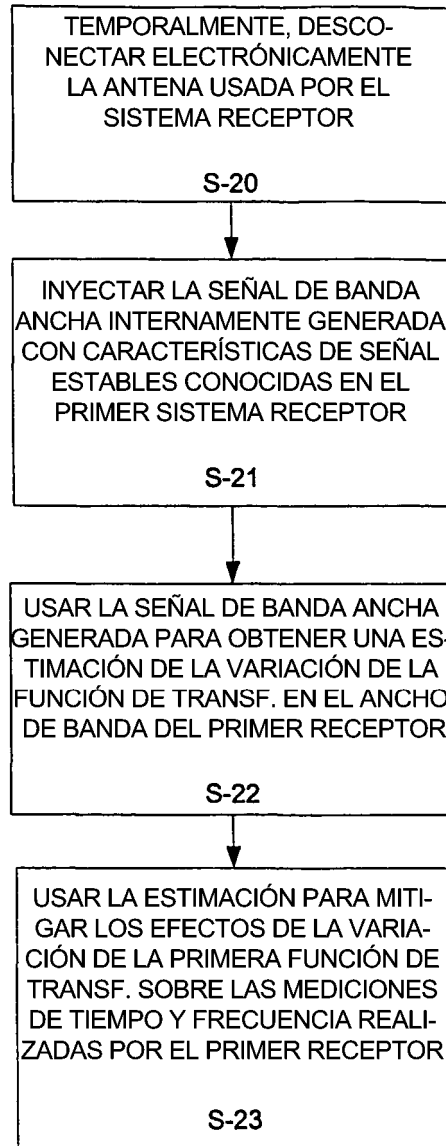 TEMPORALMENTE, DESCO-
NECTAR ELECTRÓNICAMENTE
LA ANTENA USADA POR EL
SISTEMA RECEPTOR
S-20
INYECTAR LA SEÑAL DE BANDA
ANCHA INTERNAMENTE GENERADA
CON CARACTERÍSTICAS DE SEÑAL
ESTABLES CONOCIDAS EN EL
PRIMER SISTEMA RECEPTOR
S-21
USAR LA SEÑAL DE BANDA ANCHA
GENERADA PARA OBTENER UNA ES-
TIMACIÓN DE LA VARIACIÓN DE LA
FUNCIÓN DE TRANSF. EN EL ANCHO
DE BANDA DEL PRIMER RECEPTOR
S-22
USAR LA ESTIMACIÓN PARA MITI-
GAR LOS EFECTOS DE LA VARIA-
CIÓN DE LA PRIMERA FUNCIÓN DE
TRANSF. SOBRE LAS MEDICIONES
DE TIEMPO Y FRECUENCIA REALI-
ZADAS POR EL PRIMER RECEPTOR
S-23